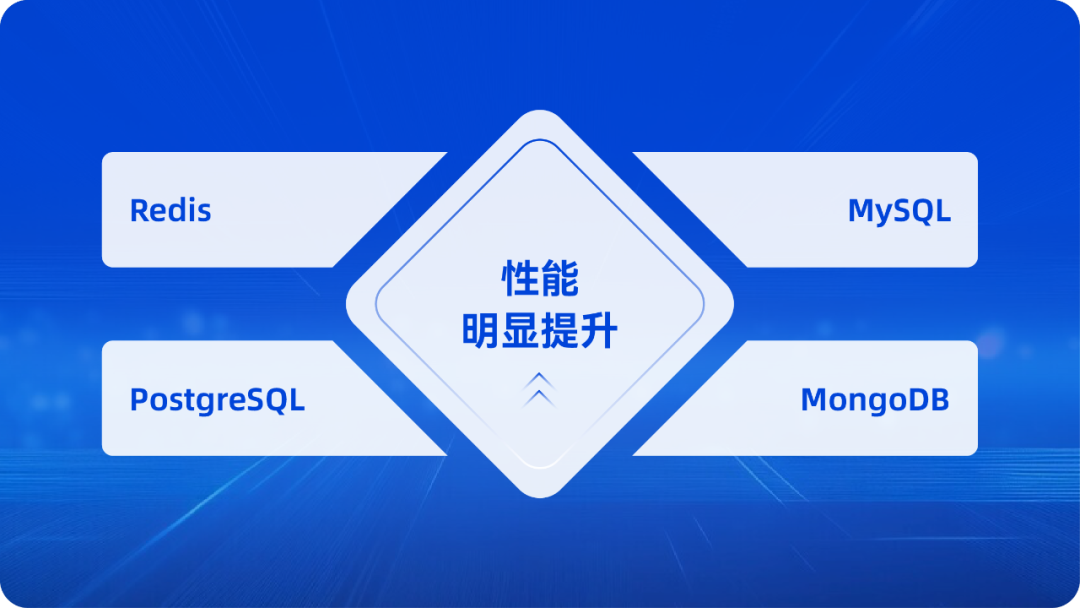 Redis
MySQL
性能
明显提升
PostgreSQL
MongoDB